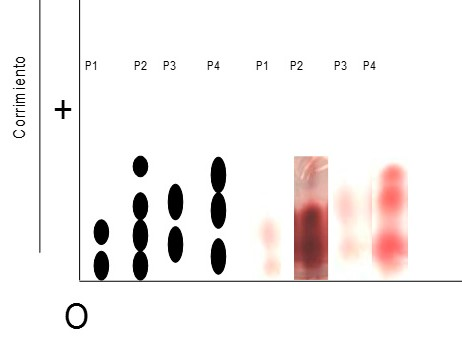 Corrimiento
P1 P2 P3 P4 P1 P2 P3 P4
+
O